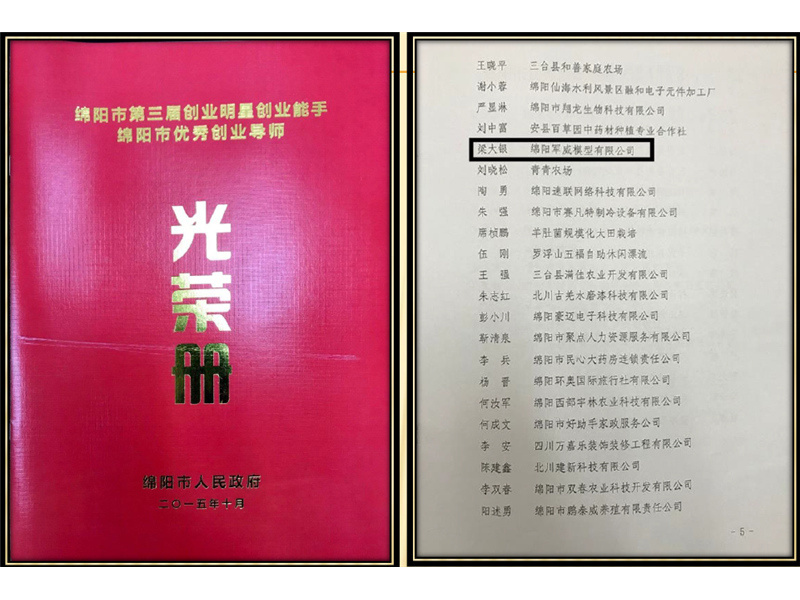 绵阳市第三届创业明星创业能手
绵阳市优秀创业导师
光
荣
册
绵阳市人民政府
二〇一五年十月
王晓平 三台县和善家庭农场
谢小蓉 绵阳仙海水利风景区融和电子元件加工厂
严显淋 绵阳市翔龙生物科技有限公司
刘中富 安县百草园中药材种植专业合作社
梁大银 绵阳军威模型有限公司
刘晓松 青青农场
陶 勇 绵阳速联网络科技有限公司
朱 强 绵阳市赛凡特制冷设备有限公司
席桢鹏 羊肚菌规模化大田栽培
伍 刚 罗浮山五福自助休闲漂流
王 强 三台县满佳农业开发有限公司
朱志红 北川古羌水磨漆科技有限公司
彭小川 绵阳豪迈电子科技有限公司
靳清泉 绵阳市聚点人力资源服务有限公司
李 兵 绵阳市民心大药房连锁责任公司
杨 晋 绵阳环奥国际旅行社有限公司
何汝军 绵阳西部宇林农业科技有限公司
何成文 绵阳市好助手家政服务公司
李 安 四川万嘉乐装饰装修工程有限公司
陈建鑫 北川建新科技有限公司
李双春 绵阳市双春农业科技开发有限公司
阳述勇 绵阳市鹏泰威养殖有限责任公司
- 5 -